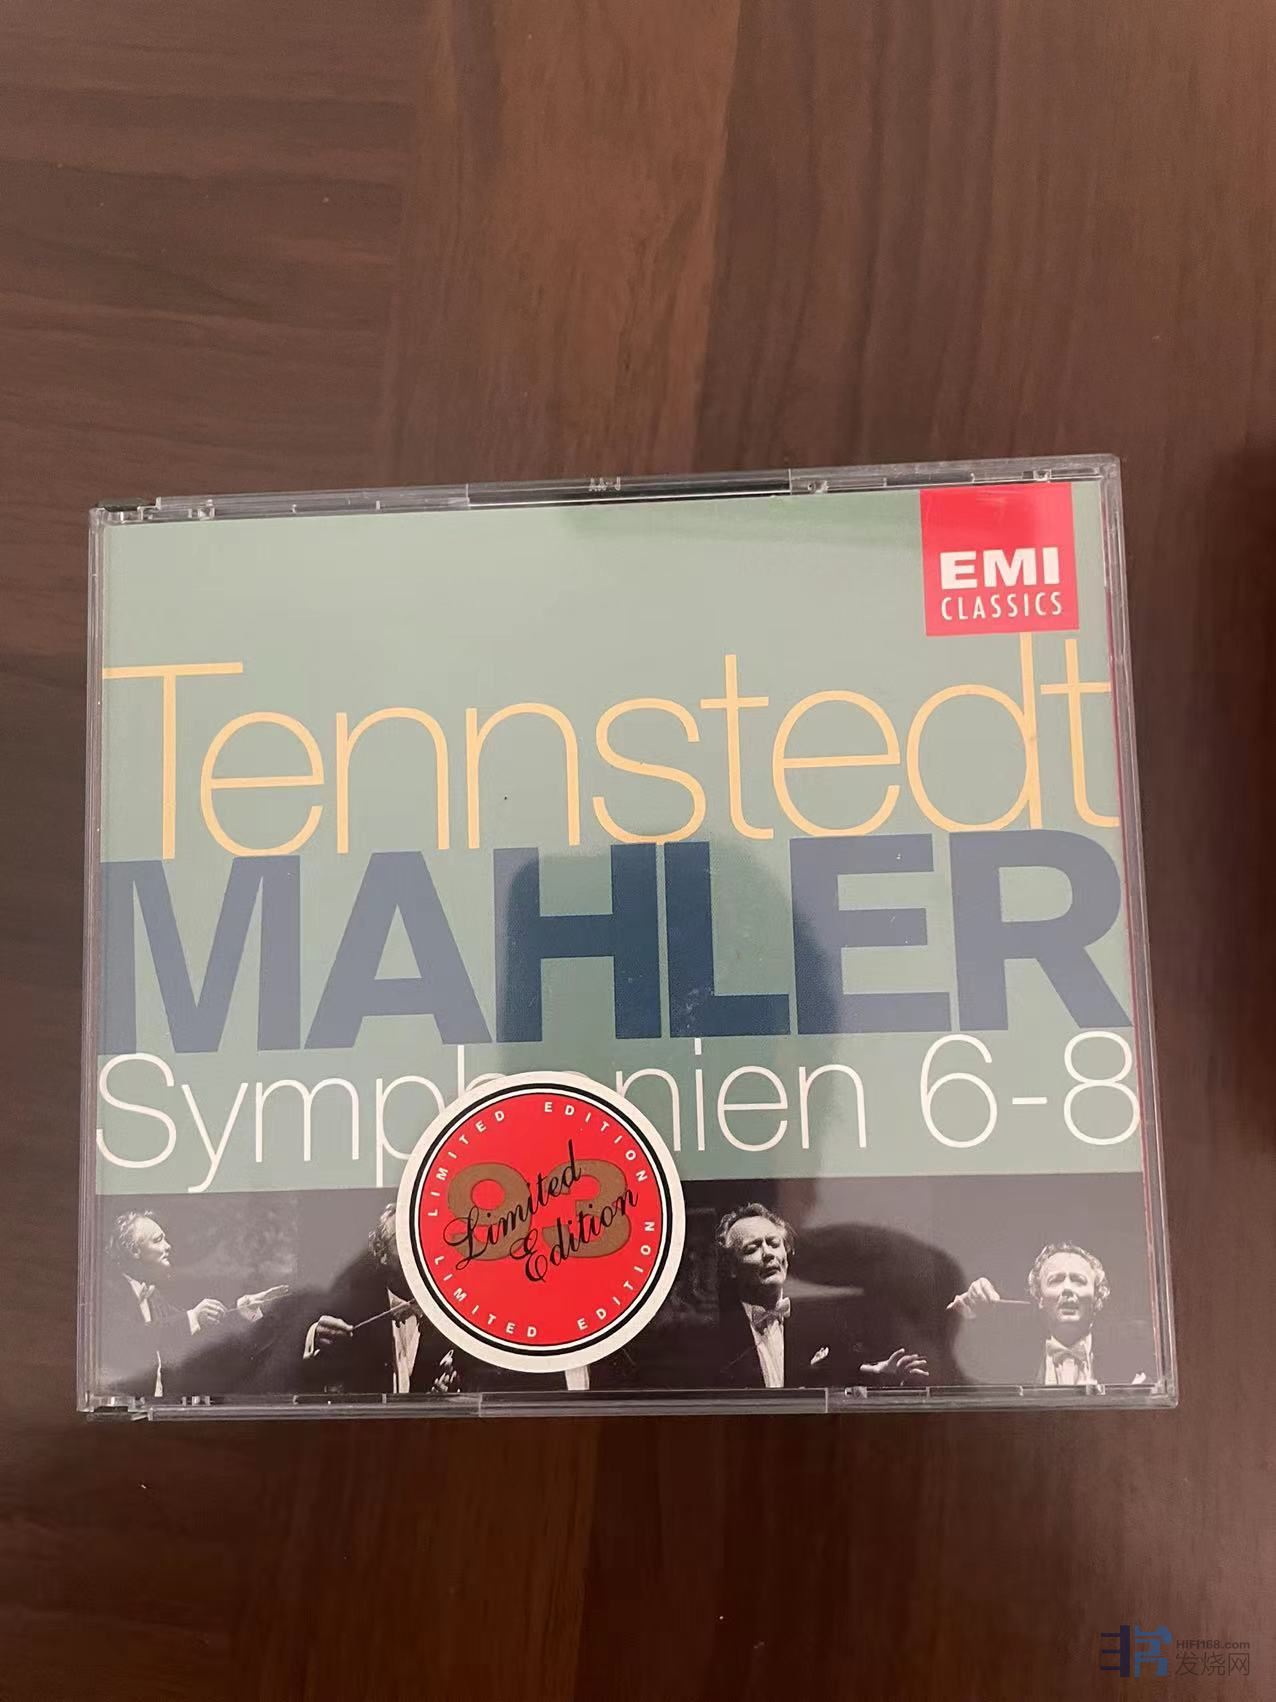 EMI
CLASSICS
Tennstedt
MAHLER
Symphonien 6-8
LIMITED EDITION
93
Limited
Edition
LIMITED EDITION
HIFI168.com
发烧网